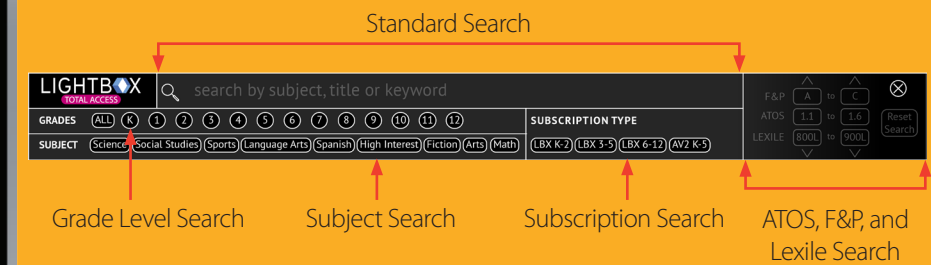 Standard Search
LIGHTBOX
TOTAL ACCESS
search by subject, title or keyword
GRADES ALL K 1 2 3 4 5 6 7 8 9 10 11 12
SUBJECT Science Social Studies Sports Language Arts Spanish High Interest Fiction Arts Math
SUBSCRIPTION TYPE
LBX K-2 LBX 3-5 LBX 6-12 AV2 K-5
F&P A to C
ATOS 1.1 to 1.6
LEXILE 800L to 900L
Reset
Search
Grade Level Search
Subject Search
Subscription Search
ATOS, F&P, and
Lexile Search